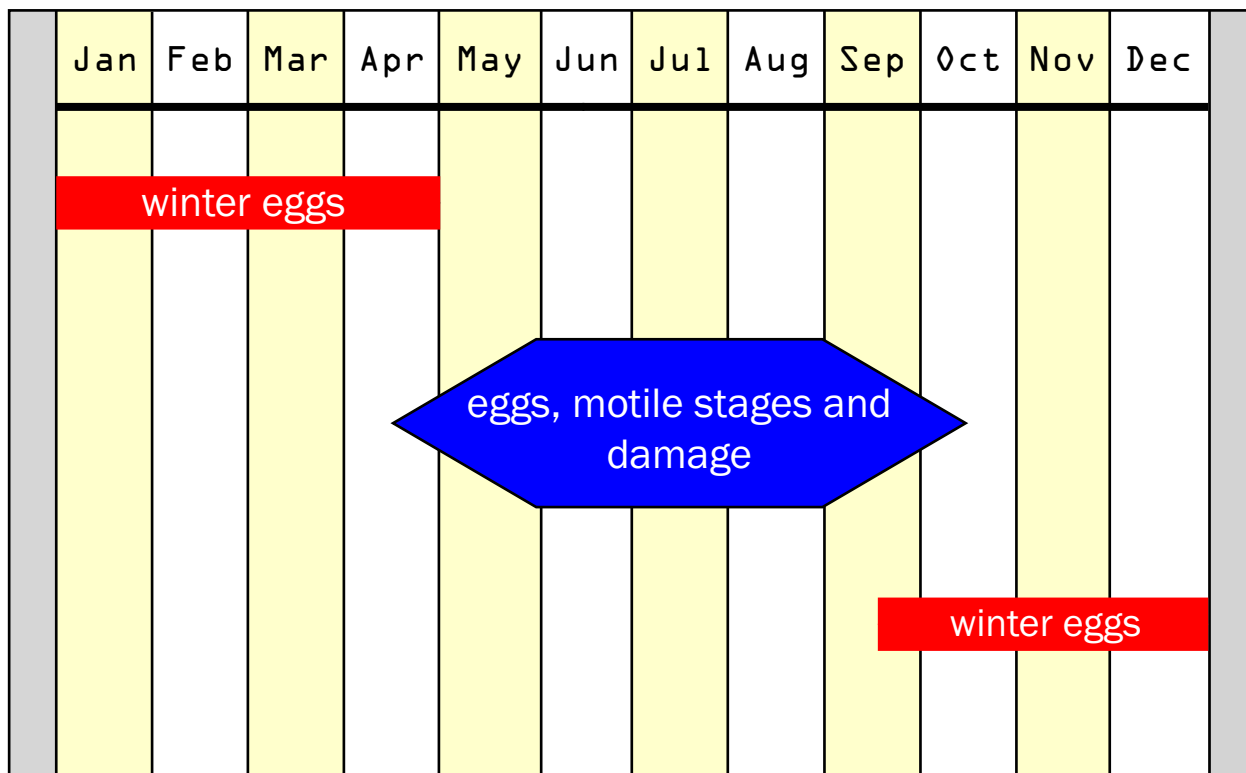 Jan Feb Mar Apr May Jun Jul Aug Sep Oct Nov Dec
winter eggs
eggs, motile stages and
damage
winter eggs